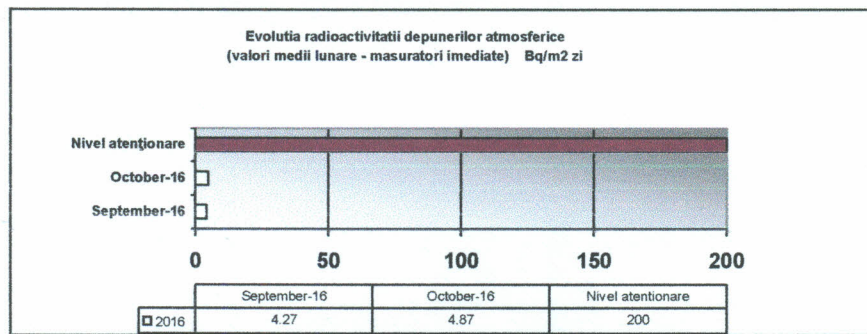 Evolutia radioactivitatii depunerilor atmosferice
(valori medii lunare - masuratori imediate) Bq/m2 zi
Nivel atenţionare
October-16
September-16
0 50 100 150 200
September-16 October-16 Nivel atentionare
2016 4.27 4.87 200